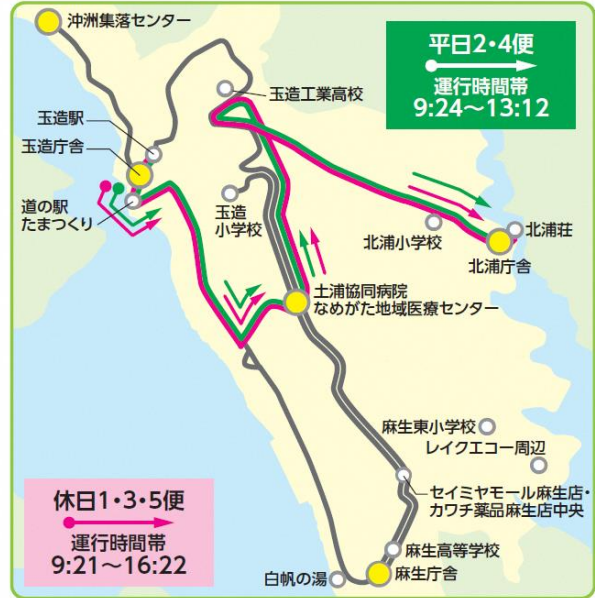 沖洲集落センター
平日2・4便
運行時間帯
9:24〜13:12
玉造工業高校
玉造駅
玉造庁舎
道の駅
たまつくり
玉造
小学校
北浦小学校
北浦荘
北浦庁舎
土浦協同病院
なめがた地域医療センター
麻生東小学校
レイクエコー周辺
セイミヤモール麻生店・
カワチ薬品麻生店中央
休日1・3・5便
運行時間帯
9:21〜16:22
麻生高等学校
白帆の湯
麻生庁舎